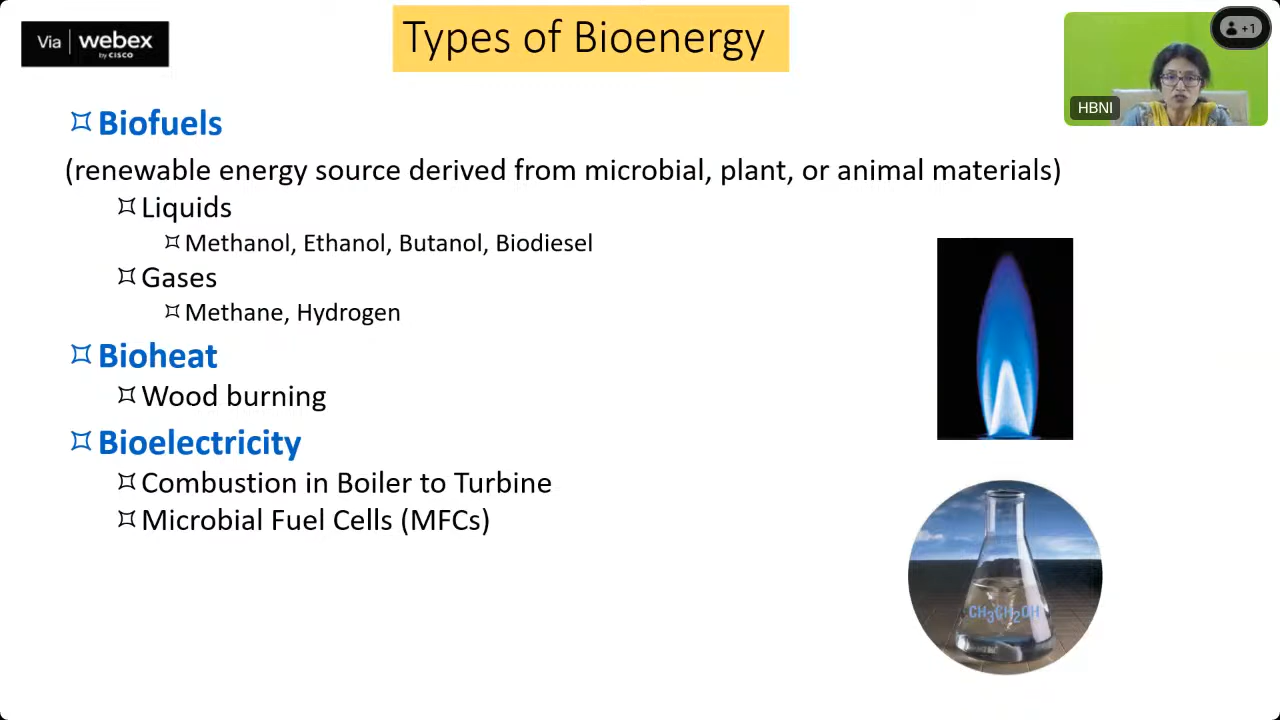 Via webex
by CISCO
Types of Bioenergy
+1
HBNI
Biofuels
(renewable energy source derived from microbial, plant, or animal materials)
Liquids
Methanol, Ethanol, Butanol, Biodiesel
Gases
Methane, Hydrogen
Bioheat
Wood burning
Bioelectricity
Combustion in Boiler to Turbine
Microbial Fuel Cells (MFCs)
CH3CH2OH